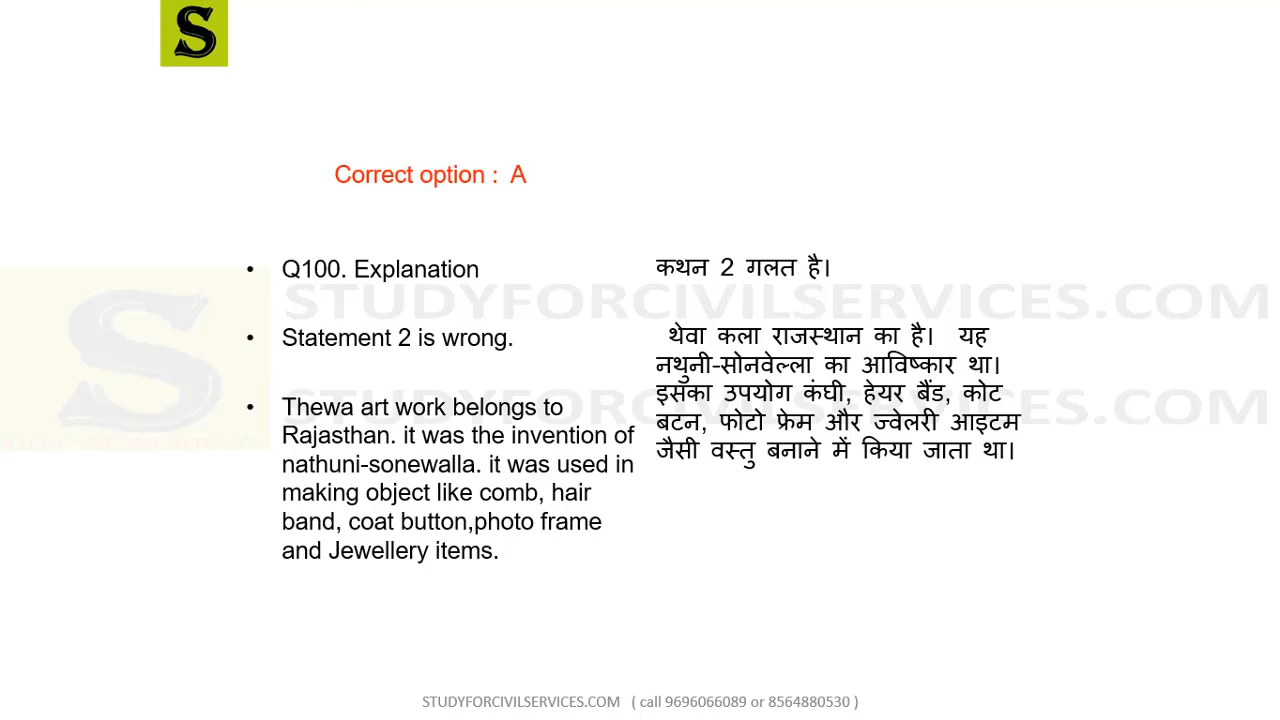 S
Correct option : A
• Q100. Explanation
• Statement 2 is wrong.
• Thewa art work belongs to
Rajasthan. it was the invention of
nathuni-sonewalla. it was used in
making object like comb, hair
band, coat button,photo frame
and Jewellery items.
कथन 2 गलत है।
थेवा कला राजस्थान का है। यह
नथुनी-सोनवेल्ला का आविष्कार था।
इसका उपयोग कंघी, हेयर बैंड, कोट
बटन, फोटो फ्रेम और ज्वेलरी आइटम
जैसी वस्तु बनाने में किया जाता था।
S
STUDYFORCIVILSERVICES.COM
STUDYFORCIVILSERVICES.COM
STUDYFORCIVILSERVICES.COM ( call 9696066089 or 8564880530 )